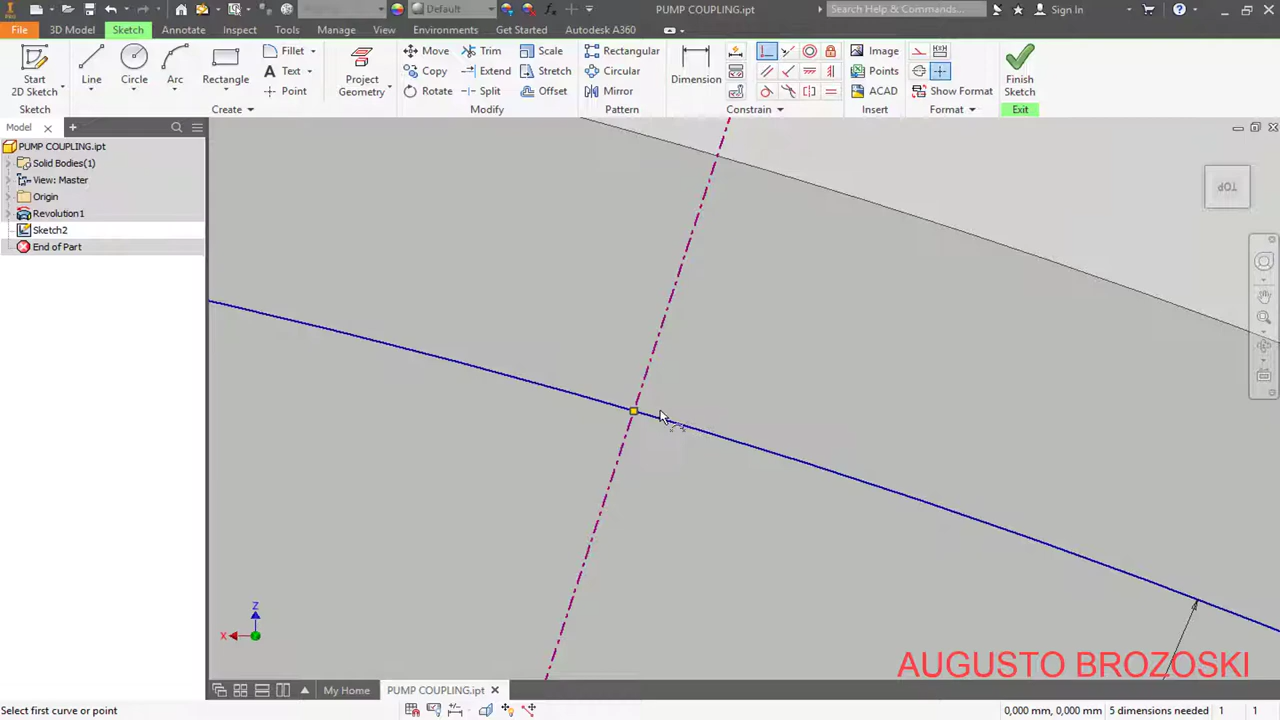 Default
PUMP COUPLING.ipt
Search Help & Commands...
Sign In
File
3D Model
Sketch
Annotate
Inspect
Tools
Manage
View
Environments
Get Started
Autodesk A360
Start
2D Sketch
Line
Circle
Arc
Rectangle
Fillet
Text
Point
Project
Geometry
Move
Copy
Rotate
Trim
Extend
Split
Scale
Stretch
Offset
Rectangular
Circular
Mirror
Dimension
Image
Points
ACAD
Show Format
Finish
Sketch
Sketch
Create
Modify
Pattern
Constrain
Insert
Format
Exit
Model
PUMP COUPLING.ipt
Solid Bodies(1)
View: Master
Origin
Revolution1
Sketch2
End of Part
TOP
Z
X
AUGUSTO BROZOSKI
My Home
PUMP COUPLING.ipt
Select first curve or point
0,000 mm, 0,000 mm
5 dimensions needed
1
1